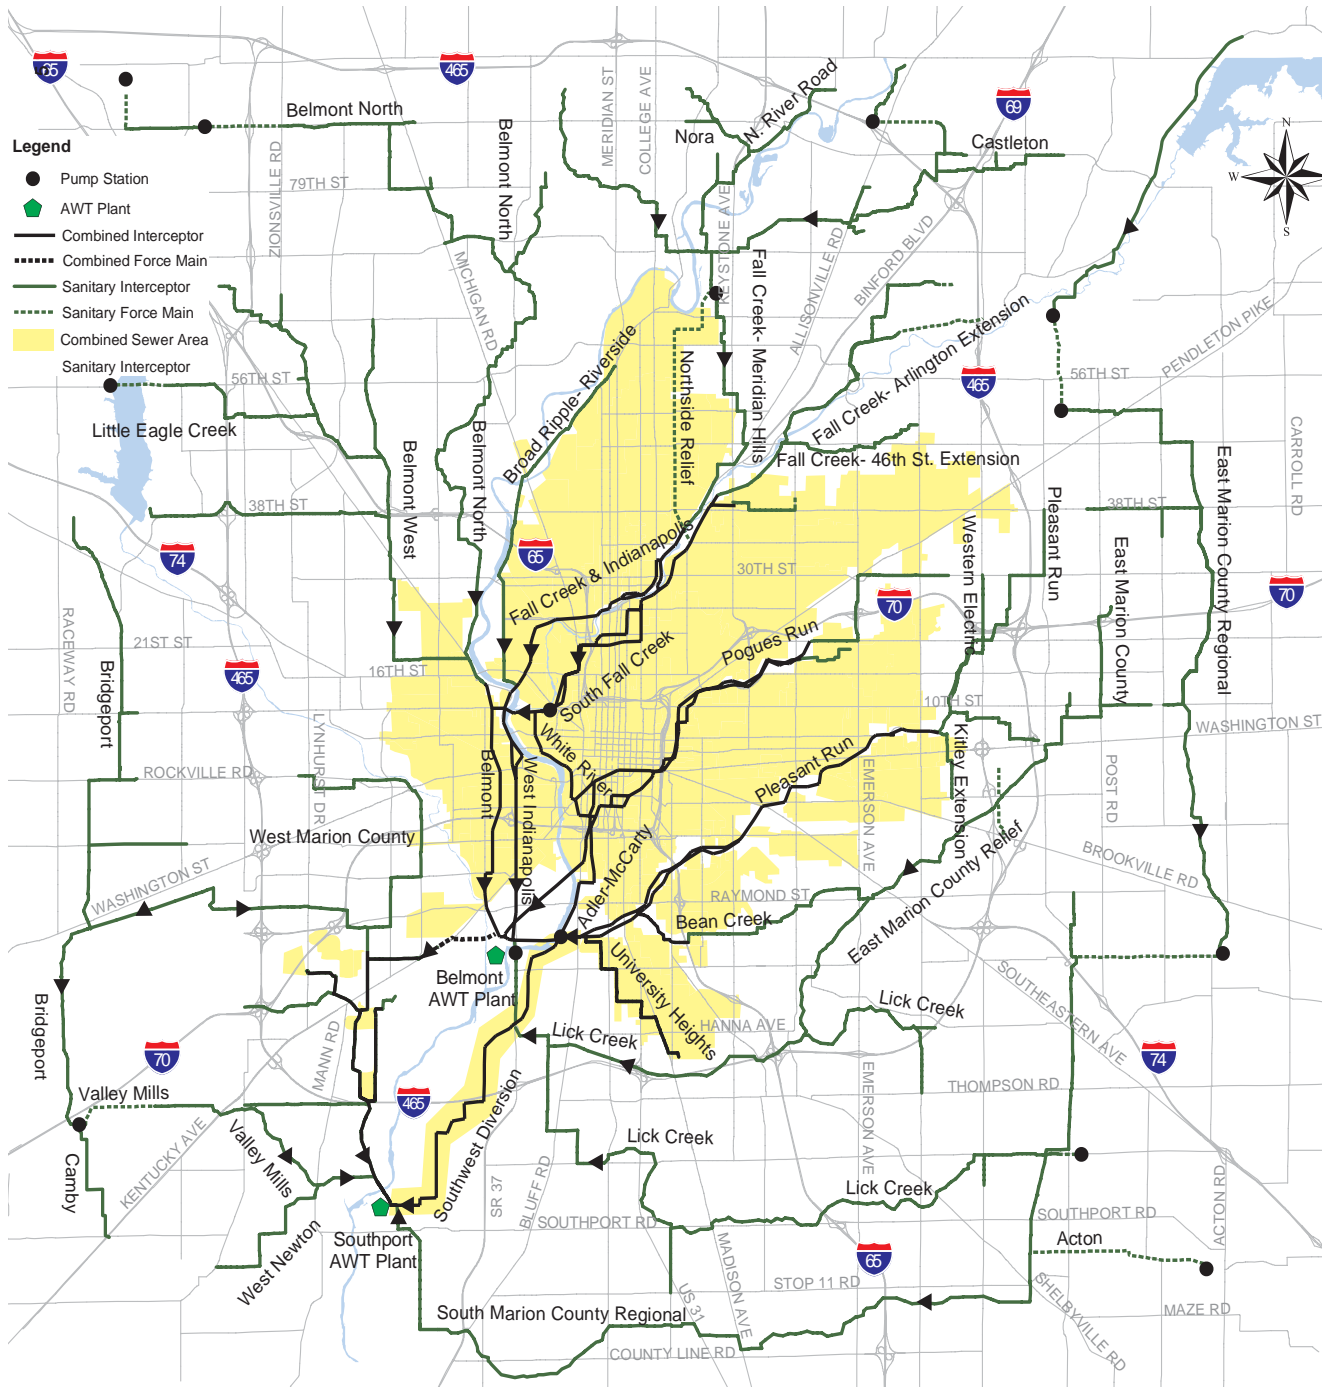 65
465
69
Belmont North
MERIDIAN ST
COLLEGE AVE
Nora
N. River Road
Castleton
Legend
Pump Station
AWT Plant
Combined Interceptor
Combined Force Main
Sanitary Interceptor
Sanitary Force Main
Combined Sewer Area
Sanitary Interceptor
ZIONSVILLE RD
79TH ST
Belmont North
MICHIGAN RD
KEYSTONE AVE
Fall Creek- Meridian Hills
ALLISONVILLE RD
BINFORD BLVD
N
W
S
PENDLETON PIKE
56TH ST
Little Eagle Creek
Belmont West
Belmont North
Broad Ripple- Riverside
Northside Relief
Fall Creek- Arlington Extension
Fall Creek- 46th St. Extension
465
56TH ST
CARROLL RD
38TH ST
38TH ST
74
65
Fall Creek & Indianapolis
30TH ST
70
Western Electric
Pleasant Run
East Marion County
East Marion County Regional
70
RACEWAY RD
Bridgeport
21ST ST
465
16TH ST
South Fall Creek
Pogues Run
10TH ST
WASHINGTON ST
LYNHURST DR
ROCKVILLE RD
Belmont
West Indianapolis
White River
Pleasant Run
EMERSON AVE
Kitley Extension
POST RD
West Marion County
WASHINGTON ST
Adler-McCarty
RAYMOND ST
Bean Creek
East Marion County Relief
BROOKVILLE RD
Belmont
AWT Plant
University Heights
HANNA AVE
Lick Creek
SOUTHEASTERN AVE
Bridgeport
70
MANN RD
Lick Creek
74
Valley Mills
465
THOMPSON RD
EMERSON AVE
Camby
KENTUCKY AVE
Valley Mills
Southwest Diversion
Lick Creek
Lick Creek
SR 37
BLUFF RD
SOUTHPORT RD
SOUTHPORT RD
ACTON RD
West Newton
Southport
AWT Plant
MADISON AVE
65
Acton
STOP 11 RD
SHELBYVILLE RD
MAZE RD
US 31
South Marion County Regional
COUNTY LINE RD